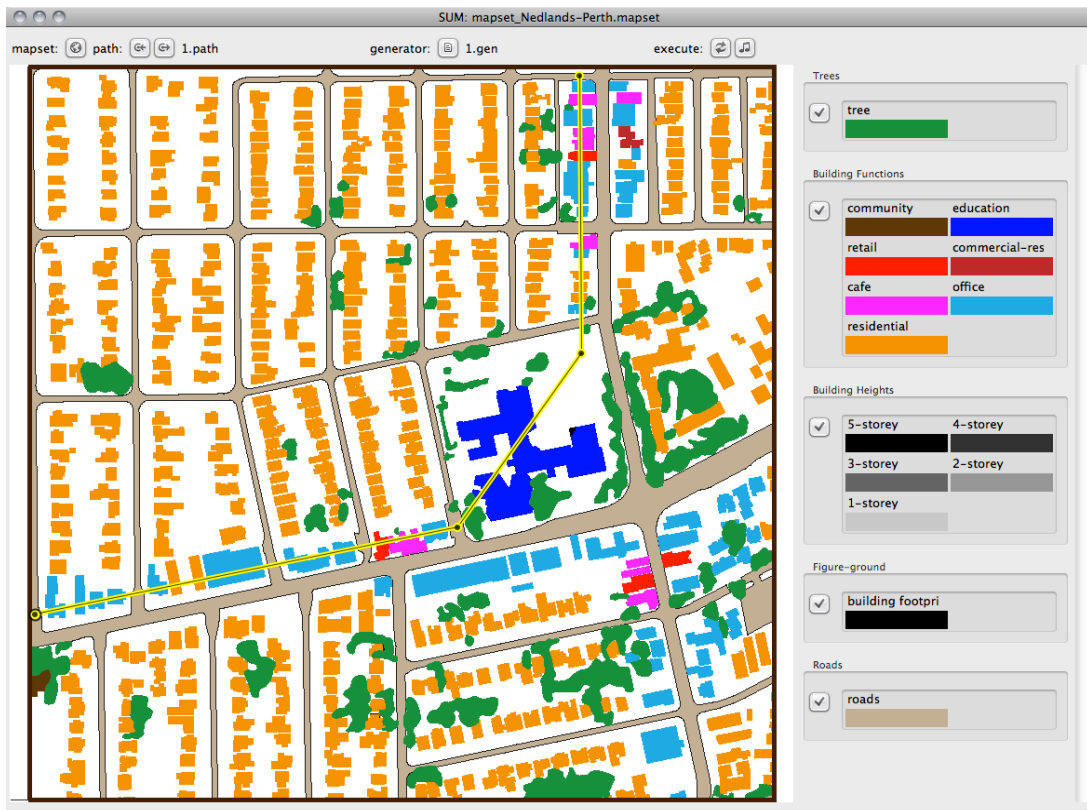 SUM: mapset_Nedlands-Perth.mapset
mapset: path: 1.path generator: 1.gen execute:
Trees
tree
Building Functions
community education
retail commercial-res
cafe office
residential
Building Heights
5-storey 4-storey
3-storey 2-storey
1-storey
Figure-ground
building footpri
Roads
roads